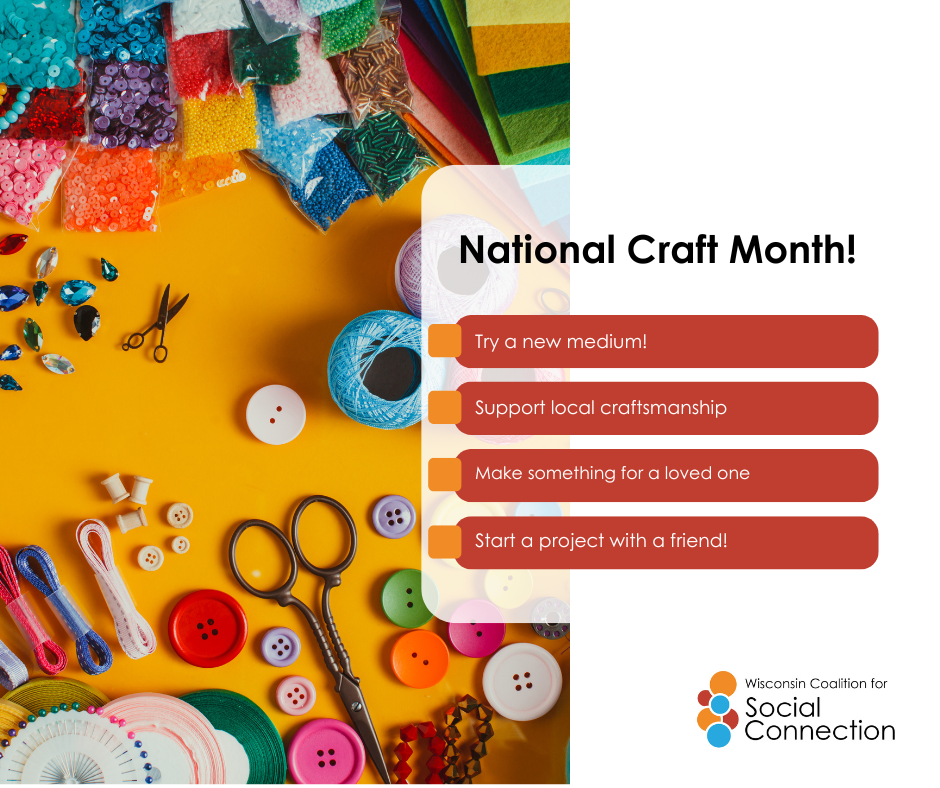 National Craft Month!
Try a new medium!
Support local craftsmanship
Make something for a loved one
Start a project with a friend!
Wisconsin Coalition for
Social
Connection